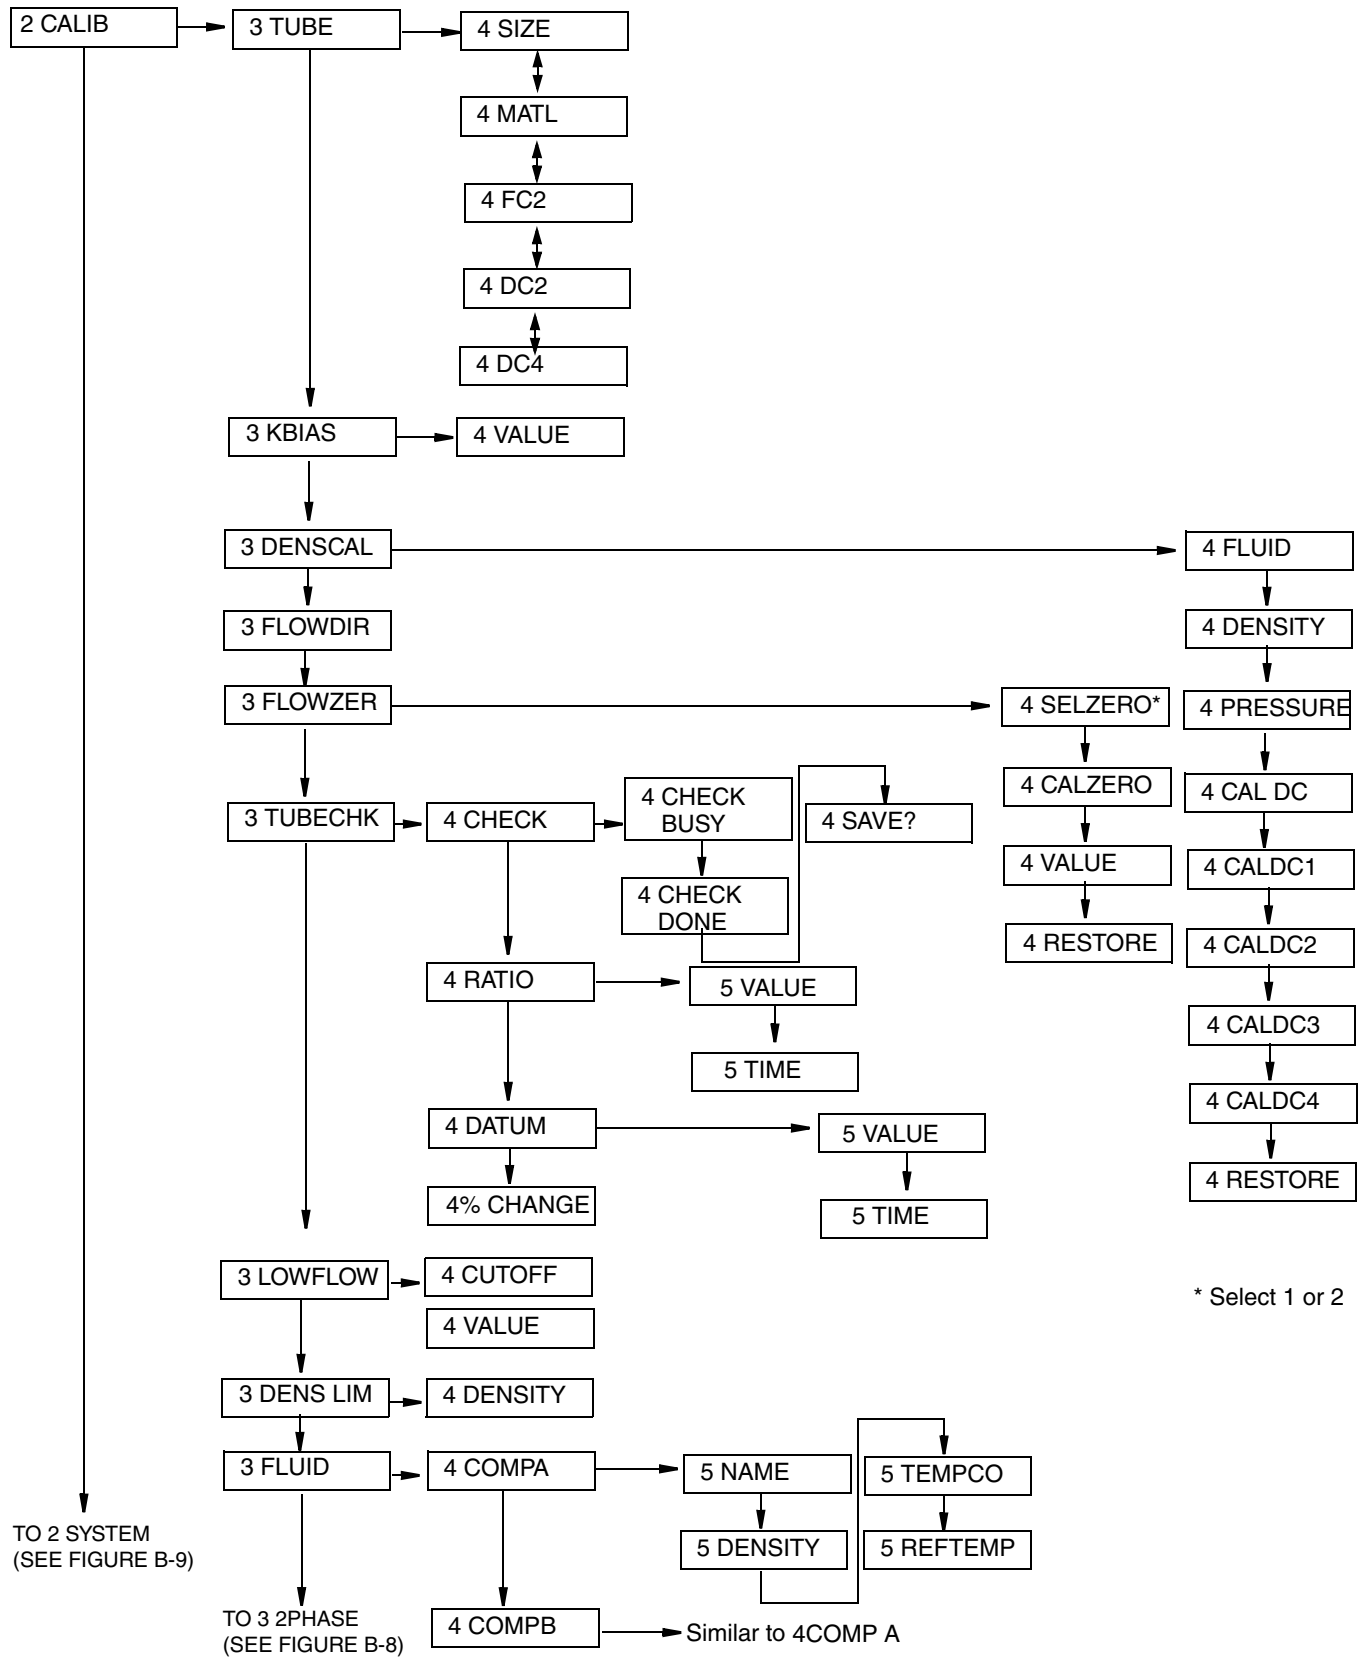 2 CALIB
3 TUBE
4 SIZE
4 MATL
4 FC2
4 DC2
4 DC4
3 KBIAS
4 VALUE
3 DENSCAL
4 FLUID
4 DENSITY
4 PRESSURE
4 CAL DC
4 CALDC1
4 CALDC2
4 CALDC3
4 CALDC4
4 RESTORE
3 FLOWDIR
3 FLOWZER
4 SELZERO*
4 CALZERO
4 VALUE
4 RESTORE
3 TUBECHK
4 CHECK
4 CHECK
BUSY
4 CHECK
DONE
4 SAVE?
4 RATIO
5 VALUE
5 TIME
4 DATUM
5 VALUE
5 TIME
4% CHANGE
3 LOWFLOW
4 CUTOFF
4 VALUE
* Select 1 or 2
3 DENS LIM
4 DENSITY
3 FLUID
4 COMPA
5 NAME
5 DENSITY
5 TEMPCO
5 REFTEMP
4 COMPB
Similar to 4COMP A
TO 2 SYSTEM
(SEE FIGURE B-9)
TO 3 2PHASE
(SEE FIGURE B-8)